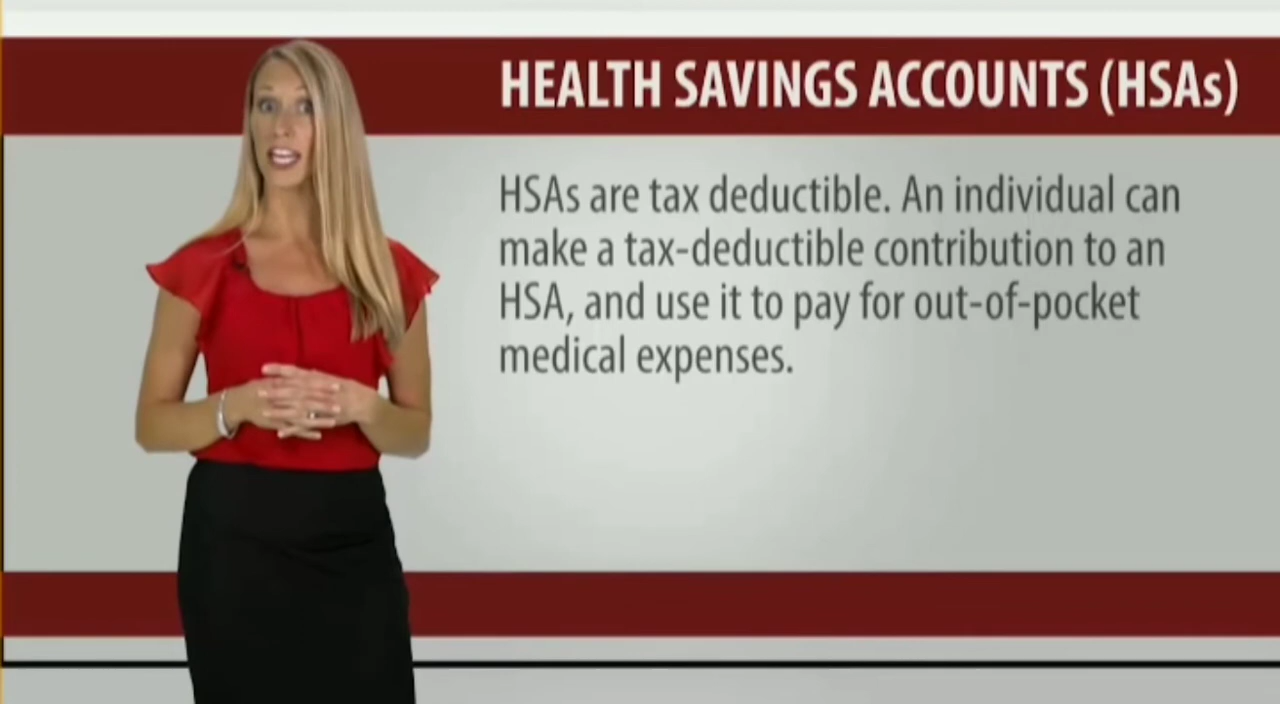 HEALTH SAVINGS ACCOUNTS (HSAs)
HSAs are tax deductible. An individual can
make a tax-deductible contribution to an
HSA, and use it to pay for out-of-pocket
medical expenses.